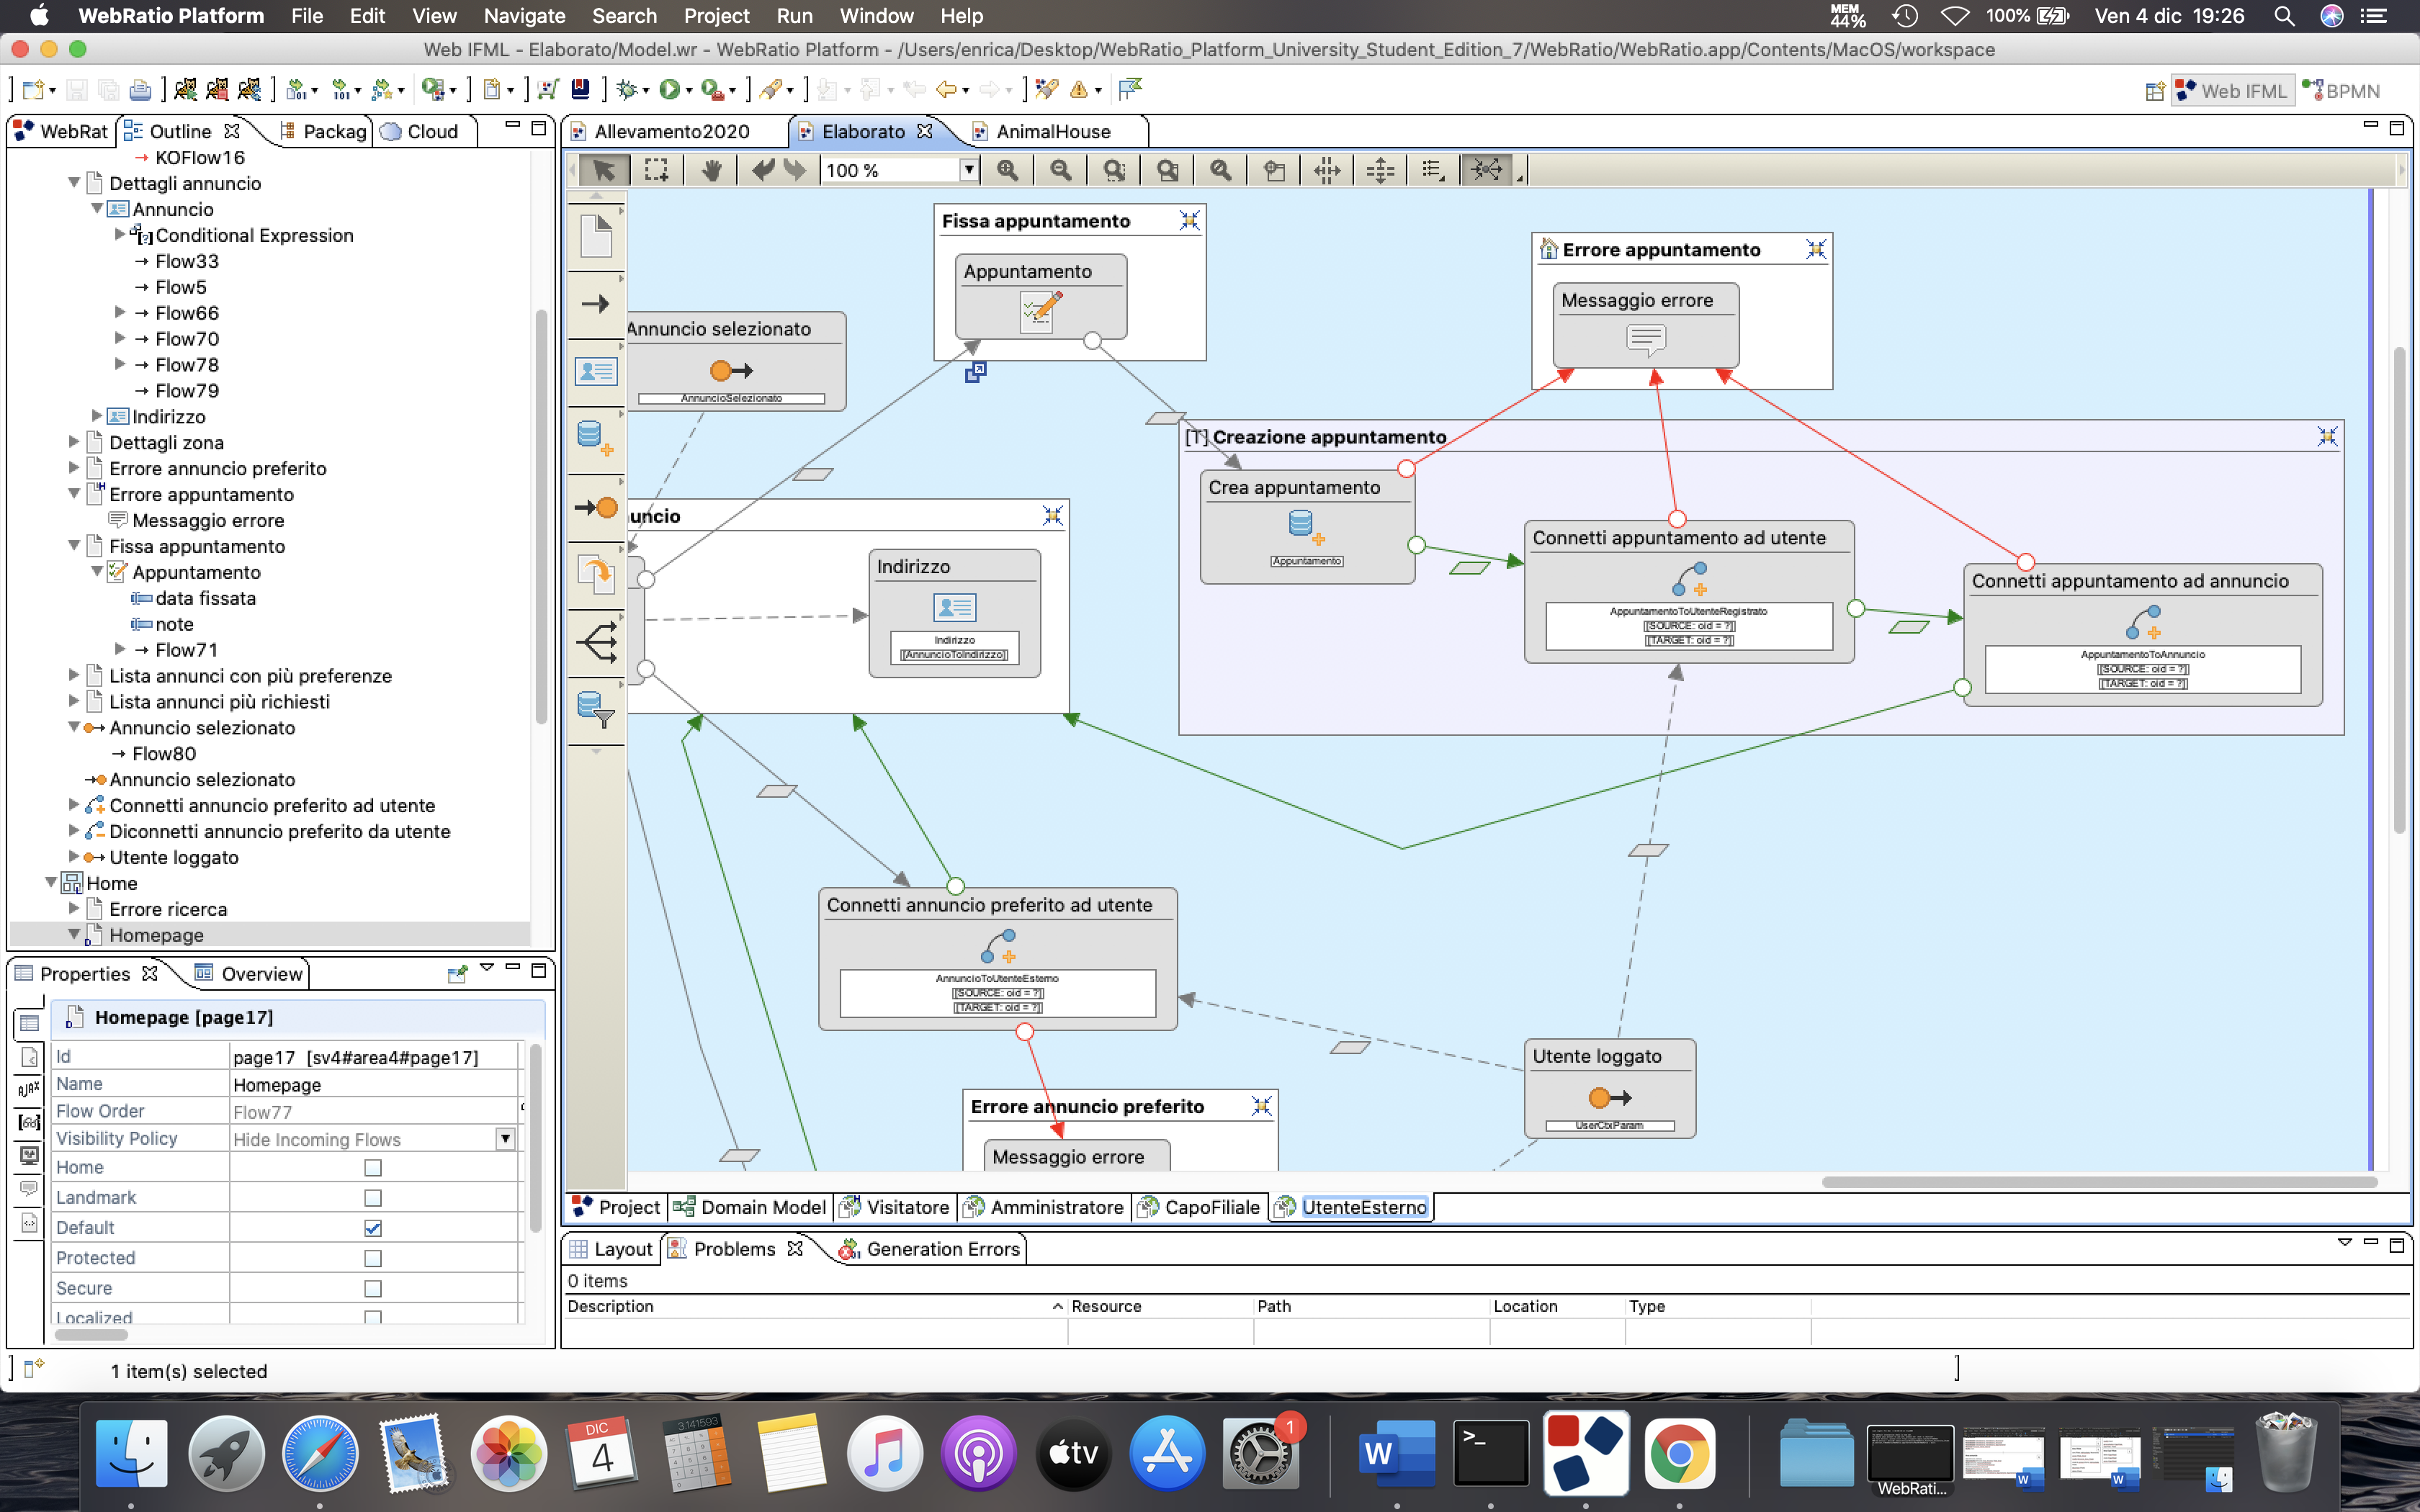 WebRatio Platform File Edit View Navigate Search Project Run Window Help MEM 44% 100% Ven 4 dic 19:26
Web IFML - Elaborato/Model.wr - WebRatio Platform - /Users/enrica/Desktop/WebRatio_Platform_University_Student_Edition_7/WebRatio/WebRatio.app/Contents/MacOS/workspace
Web IFML BPMN
WebRat Outline Packag Cloud
KOFlow16
Dettagli annuncio
Annuncio
Conditional Expression
Flow33
Flow5
Flow66
Flow70
Flow78
Flow79
Indirizzo
Dettagli zona
Errore annuncio preferito
Errore appuntamento
Messaggio errore
Fissa appuntamento
Appuntamento
data fissata
note
Flow71
Lista annunci con più preferenze
Lista annunci più richiesti
Annuncio selezionato
Flow80
Annuncio selezionato
Connetti annuncio preferito ad utente
Diconnetti annuncio preferito da utente
Utente loggato
Home
Errore ricerca
Homepage
Properties Overview
Homepage [page17]
Id page17 [sv4#area4#page17]
Name Homepage
Flow Order Flow77
Visibility Policy Hide Incoming Flows
Home
Landmark
Default
Protected
Secure
Localized
1 item(s) selected
Allevamento2020 Elaborato AnimalHouse
100 %
Fissa appuntamento
Appuntamento
Errore appuntamento
Messaggio errore
Annuncio selezionato
AnnuncioSelezionato
[T] Creazione appuntamento
Crea appuntamento
Appuntamento
Connetti appuntamento ad utente
AppuntamentoToUtenteRegistrato
[SOURCE: oid = ?]
[TARGET: oid = ?]
Connetti appuntamento ad annuncio
AppuntamentoToAnnuncio
[SOURCE: oid = ?]
[TARGET: oid = ?]
uncio
Indirizzo
Indirizzo
[AnnuncioToIndirizzo]
Connetti annuncio preferito ad utente
AnnuncioToUtenteEsterno
[SOURCE: oid = ?]
[TARGET: oid = ?]
Utente loggato
UserCtxParam
Errore annuncio preferito
Messaggio errore
Project Domain Model Visitatore Amministratore CapoFiliale UtenteEsterno
Layout Problems Generation Errors
0 items
Description Resource Path Location Type
DIC
4
3,141593
tv
1
W
>_
WebRati...